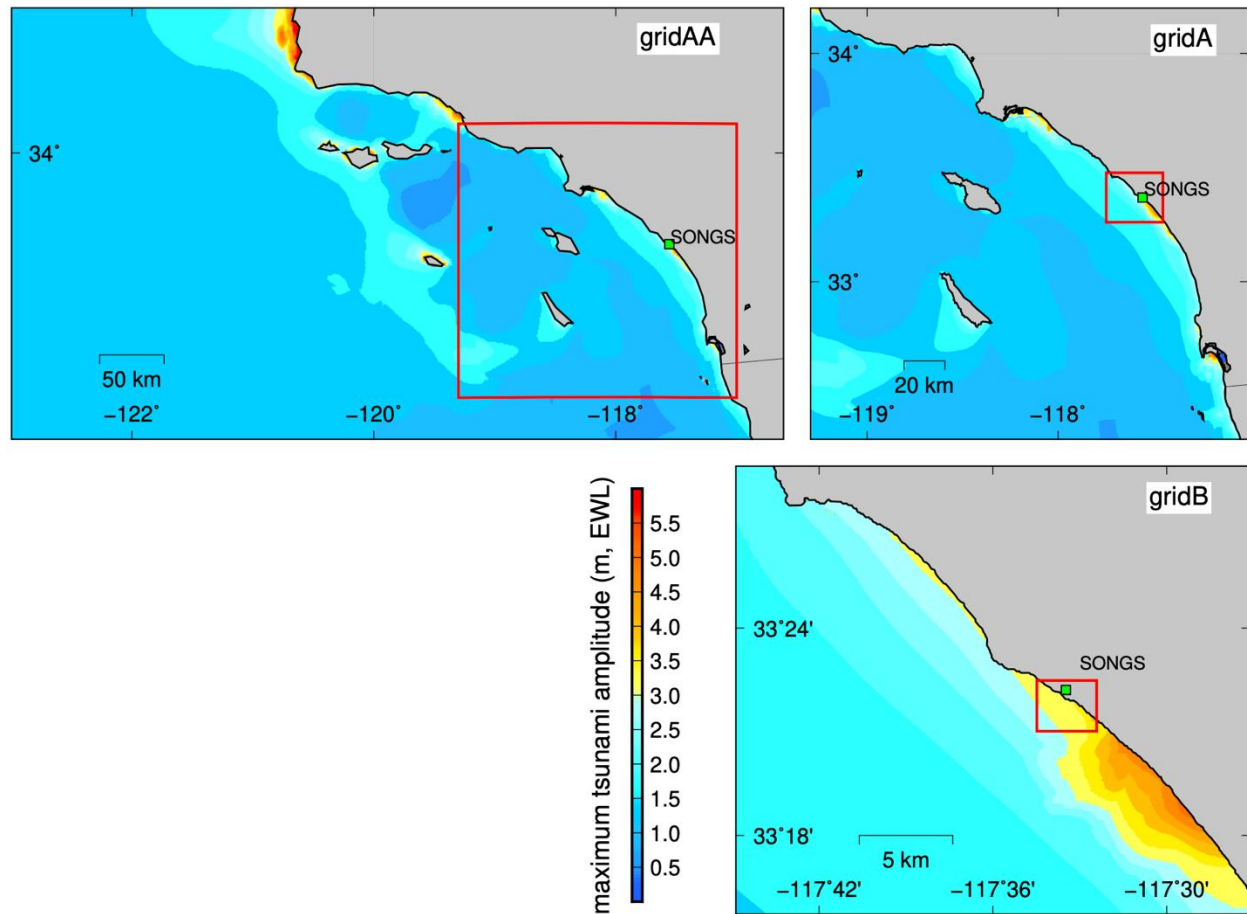 gridAA
SONGS
34˚
50 km
−122˚
−120˚
−118˚
gridA
34˚
SONGS
33˚
20 km
−119˚
−118˚
maximum tsunami amplitude (m, EWL)
5.5
5.0
4.5
4.0
3.5
3.0
2.5
2.0
1.5
1.0
0.5
gridB
33˚24'
SONGS
33˚18'
5 km
−117˚42'
−117˚36'
−117˚30'